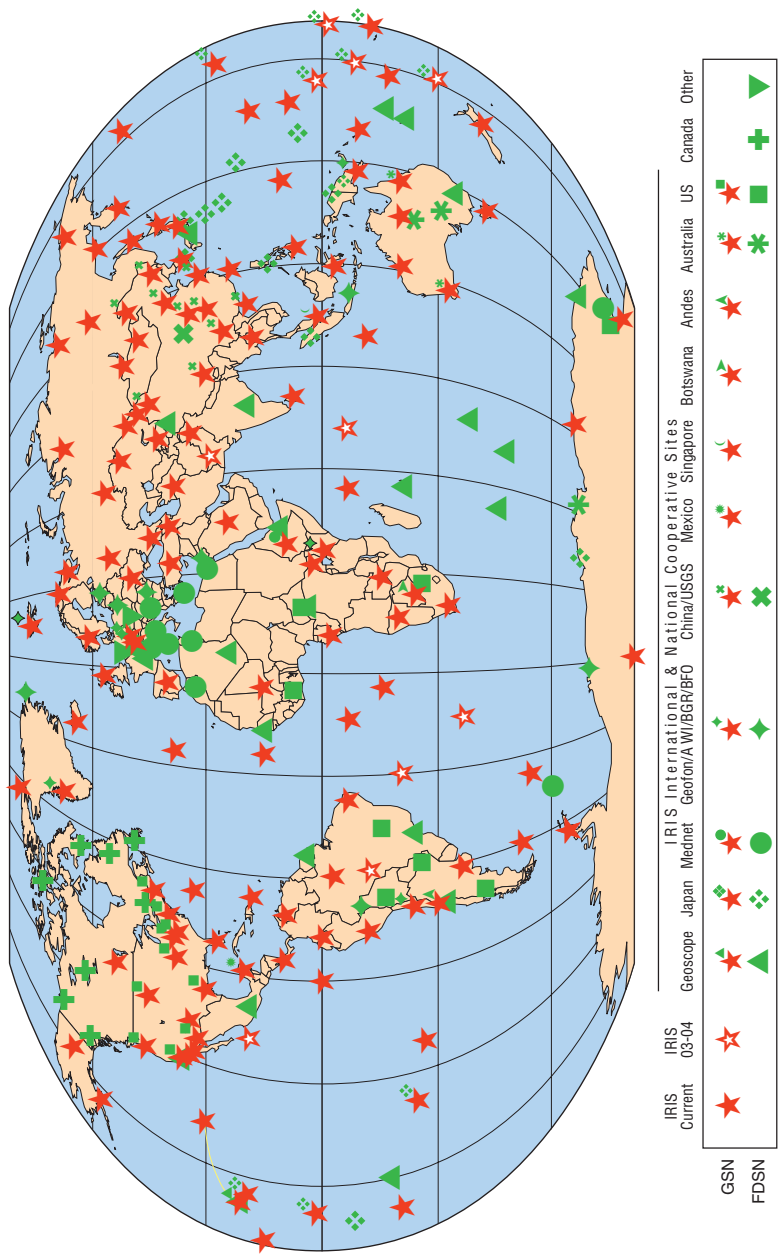 IRIS International & National Cooperative Sites
IRIS Current
IRIS 03-04
Geoscope
Japan
Mednet
Geofon/A WI/BGR/BFO
China/USGS
Mexico
Singapore
Botswana
Andes
Australia
US
Canada
Other
GSN
FDSN